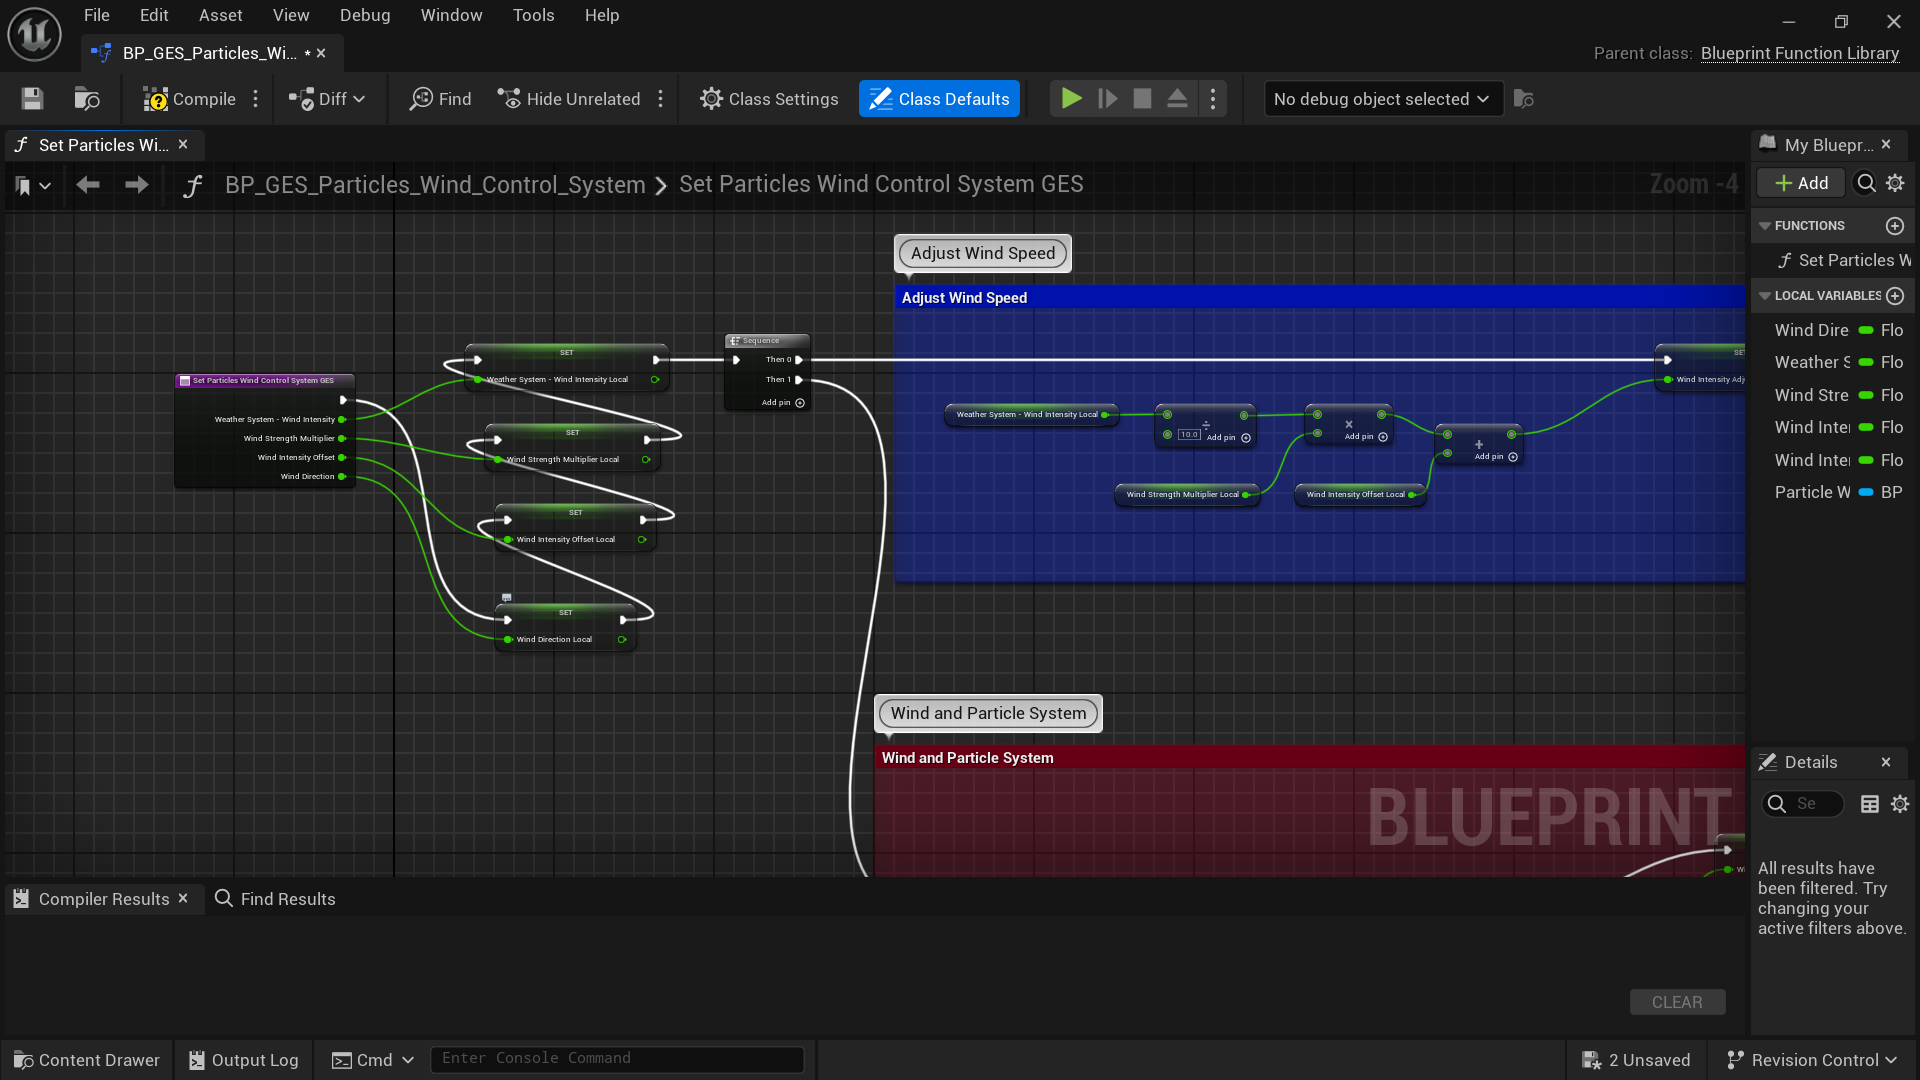 File Edit Asset View Debug Window Tools Help
BP_GES_Particles_Wi... *
Parent class: Blueprint Function Library
Compile Diff Find Hide Unrelated Class Settings Class Defaults No debug object selected
Set Particles Wi...
My Bluepr...
BP_GES_Particles_Wind_Control_System > Set Particles Wind Control System GES
Zoom -4
Add
FUNCTIONS
Set Particles W
LOCAL VARIABLES
Wind Dire Flo
Weather S Flo
Wind Stre Flo
Wind Inte Flo
Wind Inte Flo
Particle W BP
Adjust Wind Speed
Adjust Wind Speed
Set Particles Wind Control System GES
Weather System - Wind Intensity
Wind Strength Multiplier
Wind Intensity Offset
Wind Direction
SET
Weather System - Wind Intensity Local
SET
Wind Strength Multiplier Local
SET
Wind Intensity Offset Local
SET
Wind Direction Local
Sequence
Then 0
Then 1
Add pin
Weather System - Wind Intensity Local
10.0 ÷ Add pin
× Add pin
+ Add pin
Wind Strength Multiplier Local
Wind Intensity Offset Local
SE
Wind Intensity Adj
Wind and Particle System
Wind and Particle System
BLUEPRINT
Wi
Details
Se
All results have
been filtered. Try
changing your
active filters above.
Compiler Results
Find Results
CLEAR
Content Drawer Output Log Cmd Enter Console Command 2 Unsaved Revision Control